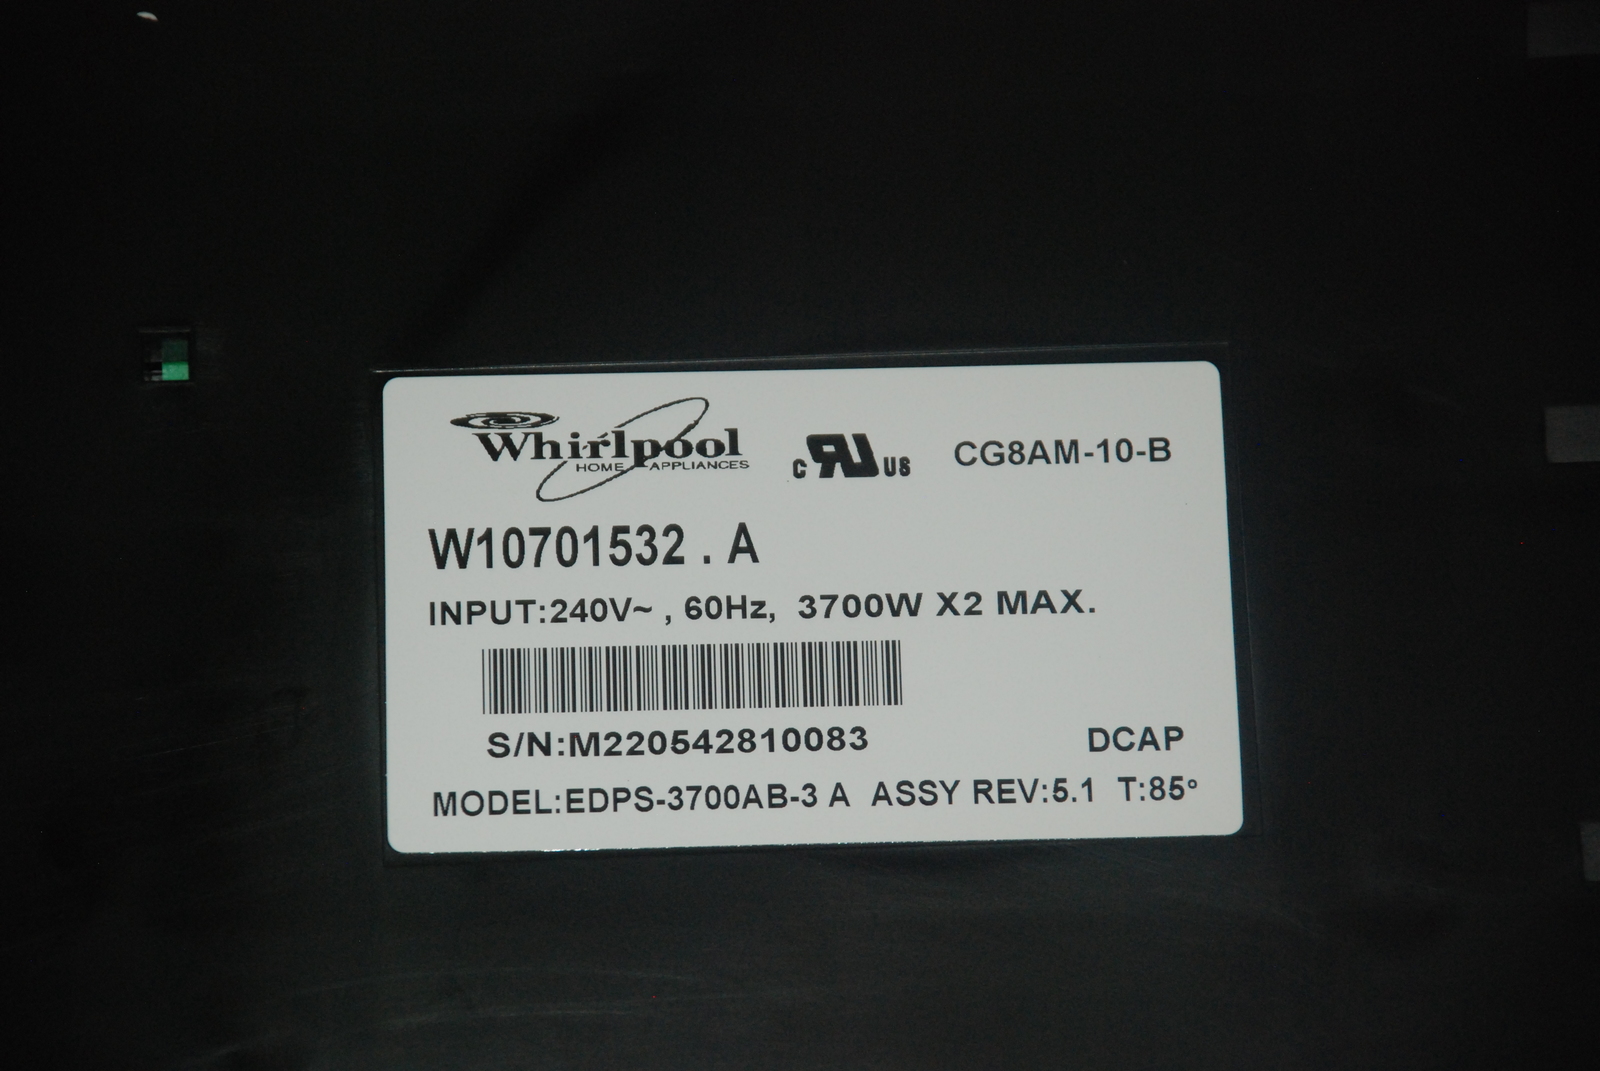 Whirlpool
HOME APPLIANCES
c RU US
CG8AM-10-B
W10701532 . A
INPUT:240V~ , 60Hz, 3700W X2 MAX.
S/N:M220542810083
DCAP
MODEL:EDPS-3700AB-3 A ASSY REV:5.1 T:85°